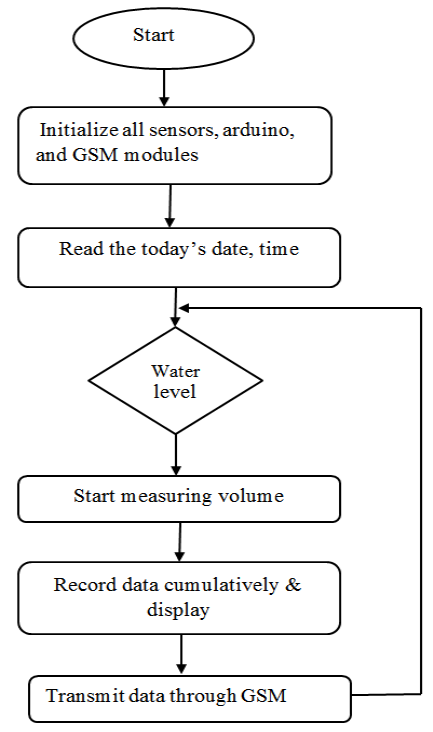 Start
Initialize all sensors, arduino,
and GSM modules
Read the today's date, time
Water
level
Start measuring volume
Record data cumulatively &
display
Transmit data through GSM